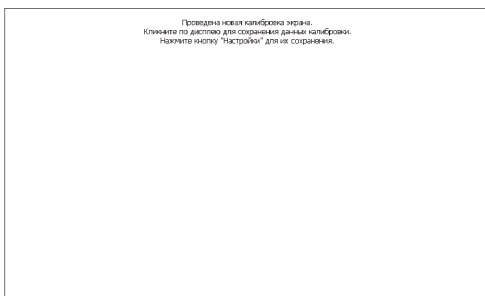 Проведена новая калибровка экрана.
Кликните по дисплею для сохранения данных калибровки.
Нажмите кнопку "Настройки" для их сохранения.